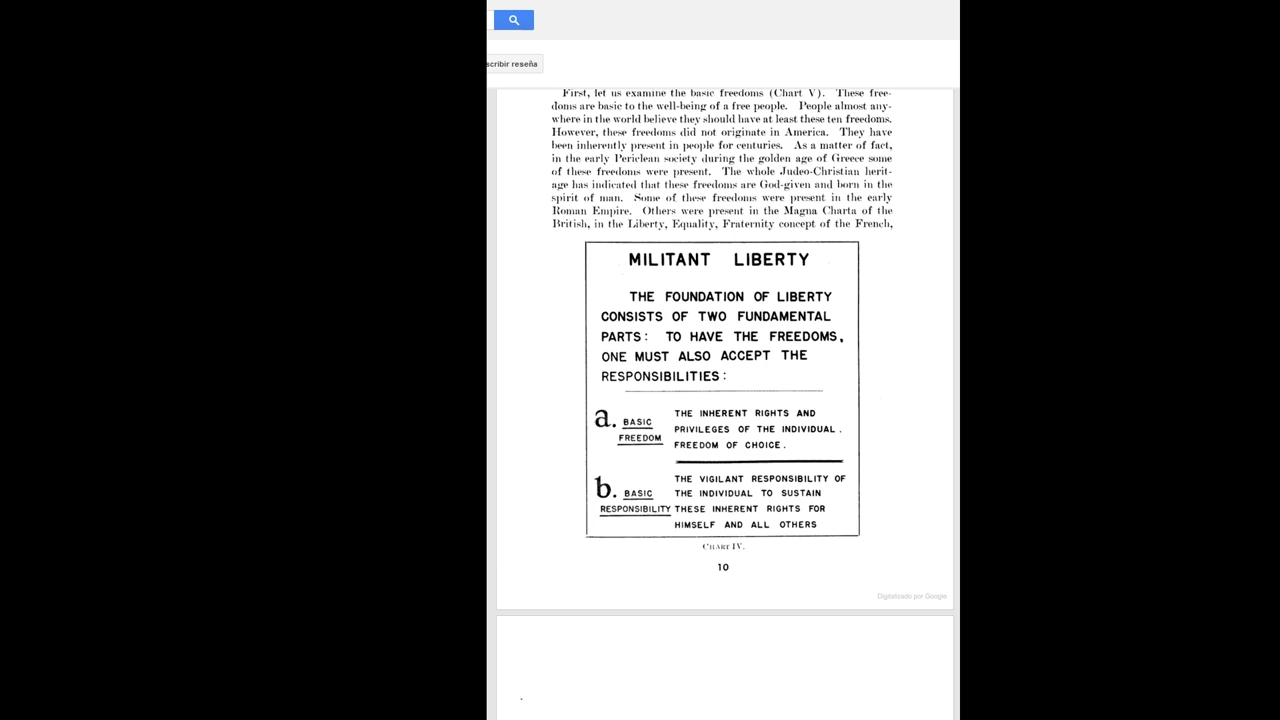 scribir reseña
First, let us examine the basic freedoms (Chart V). These free-
doms are basic to the well-being of a free people. People almost any-
where in the world believe they should have at least these ten freedoms.
However, these freedoms did not originate in America. They have
been inherently present in people for centuries. As a matter of fact,
in the early Periclean society during the golden age of Greece some
of these freedoms were present. The whole Judeo-Christian herit-
age has indicated that these freedoms are God-given and born in the
spirit of man. Some of these freedoms were present in the early
Roman Empire. Others were present in the Magna Charta of the
British, in the Liberty, Equality, Fraternity concept of the French,
MILITANT LIBERTY
THE FOUNDATION OF LIBERTY
CONSISTS OF TWO FUNDAMENTAL
PARTS: TO HAVE THE FREEDOMS,
ONE MUST ALSO ACCEPT THE
RESPONSIBILITIES:
a. BASIC FREEDOM
THE INHERENT RIGHTS AND
PRIVILEGES OF THE INDIVIDUAL.
FREEDOM OF CHOICE.
b. BASIC RESPONSIBILITY
THE VIGILANT RESPONSIBILITY OF
THE INDIVIDUAL TO SUSTAIN
THESE INHERENT RIGHTS FOR
HIMSELF AND ALL OTHERS
CHART IV.
10
Digitalizado por Google